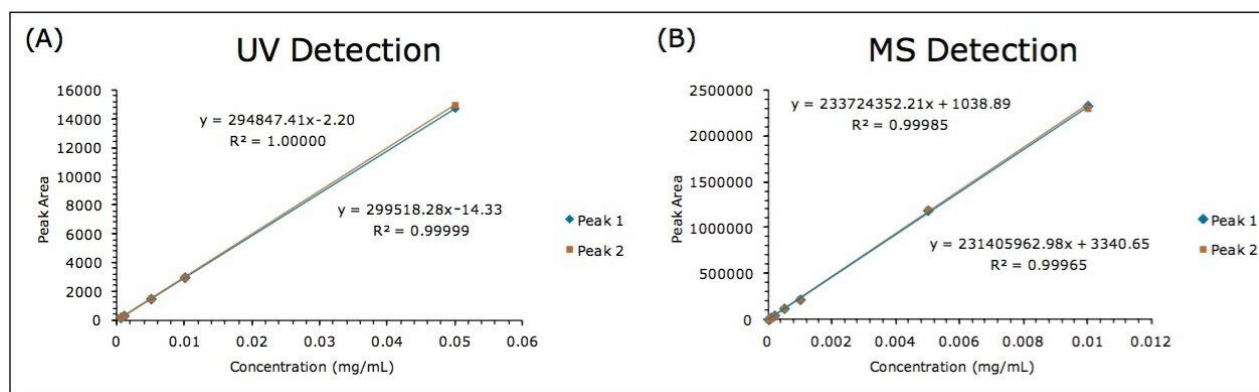 (A)
UV Detection
16000
14000
12000
10000
8000
6000
4000
2000
0
Peak Area
y = 294847.41x-2.20
R² = 1.00000
y = 299518.28x-14.33
R² = 0.99999
Peak 1
Peak 2
0 0.01 0.02 0.03 0.04 0.05 0.06
Concentration (mg/mL)
(B)
MS Detection
2500000
2000000
1500000
1000000
500000
0
Peak Area
y = 233724352.21x + 1038.89
R² = 0.99985
y = 231405962.98x + 3340.65
R² = 0.99965
Peak 1
Peak 2
0 0.002 0.004 0.006 0.008 0.01 0.012
Concentration (mg/mL)